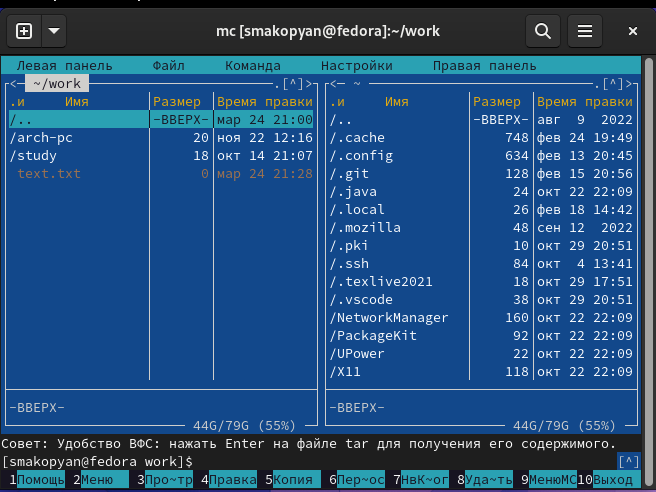 mc [smakopyan@fedora]:~/work
Левая панель Файл Команда Настройки Правая панель
<─ ~/work .[^]> <─ ~ .[^]>
.и Имя Размер Время правки .и Имя Размер Время правки
/.. -ВВЕРХ- мар 24 21:00 /.. -ВВЕРХ- авг 9 2022
/arch-pc 20 ноя 22 12:16 /.cache 748 фев 24 19:49
/study 18 окт 14 21:07 /.config 634 фев 13 20:45
text.txt 0 мар 24 21:28 /.git 128 фев 15 20:56
/.java 24 окт 22 22:09
/.local 26 фев 18 14:42
/.mozilla 48 сен 12 2022
/.pki 10 окт 29 20:51
/.ssh 84 окт 4 13:41
/.texlive2021 18 окт 29 17:51
/.vscode 38 окт 29 20:51
/NetworkManager 160 окт 22 22:09
/PackageKit 92 окт 22 22:09
/UPower 22 окт 22 22:09
/X11 118 окт 22 22:09
-ВВЕРХ- -ВВЕРХ-
44G/79G (55%) 44G/79G (55%)
Совет: Удобство ВФС: нажать Enter на файле tar для получения его содержимого.
[smakopyan@fedora work]$ [^]
1Помощь 2Меню 3Про~тр 4Правка 5Копия 6Пер~ос 7НвК~ог 8Уда~ть 9МенюМС10Выход